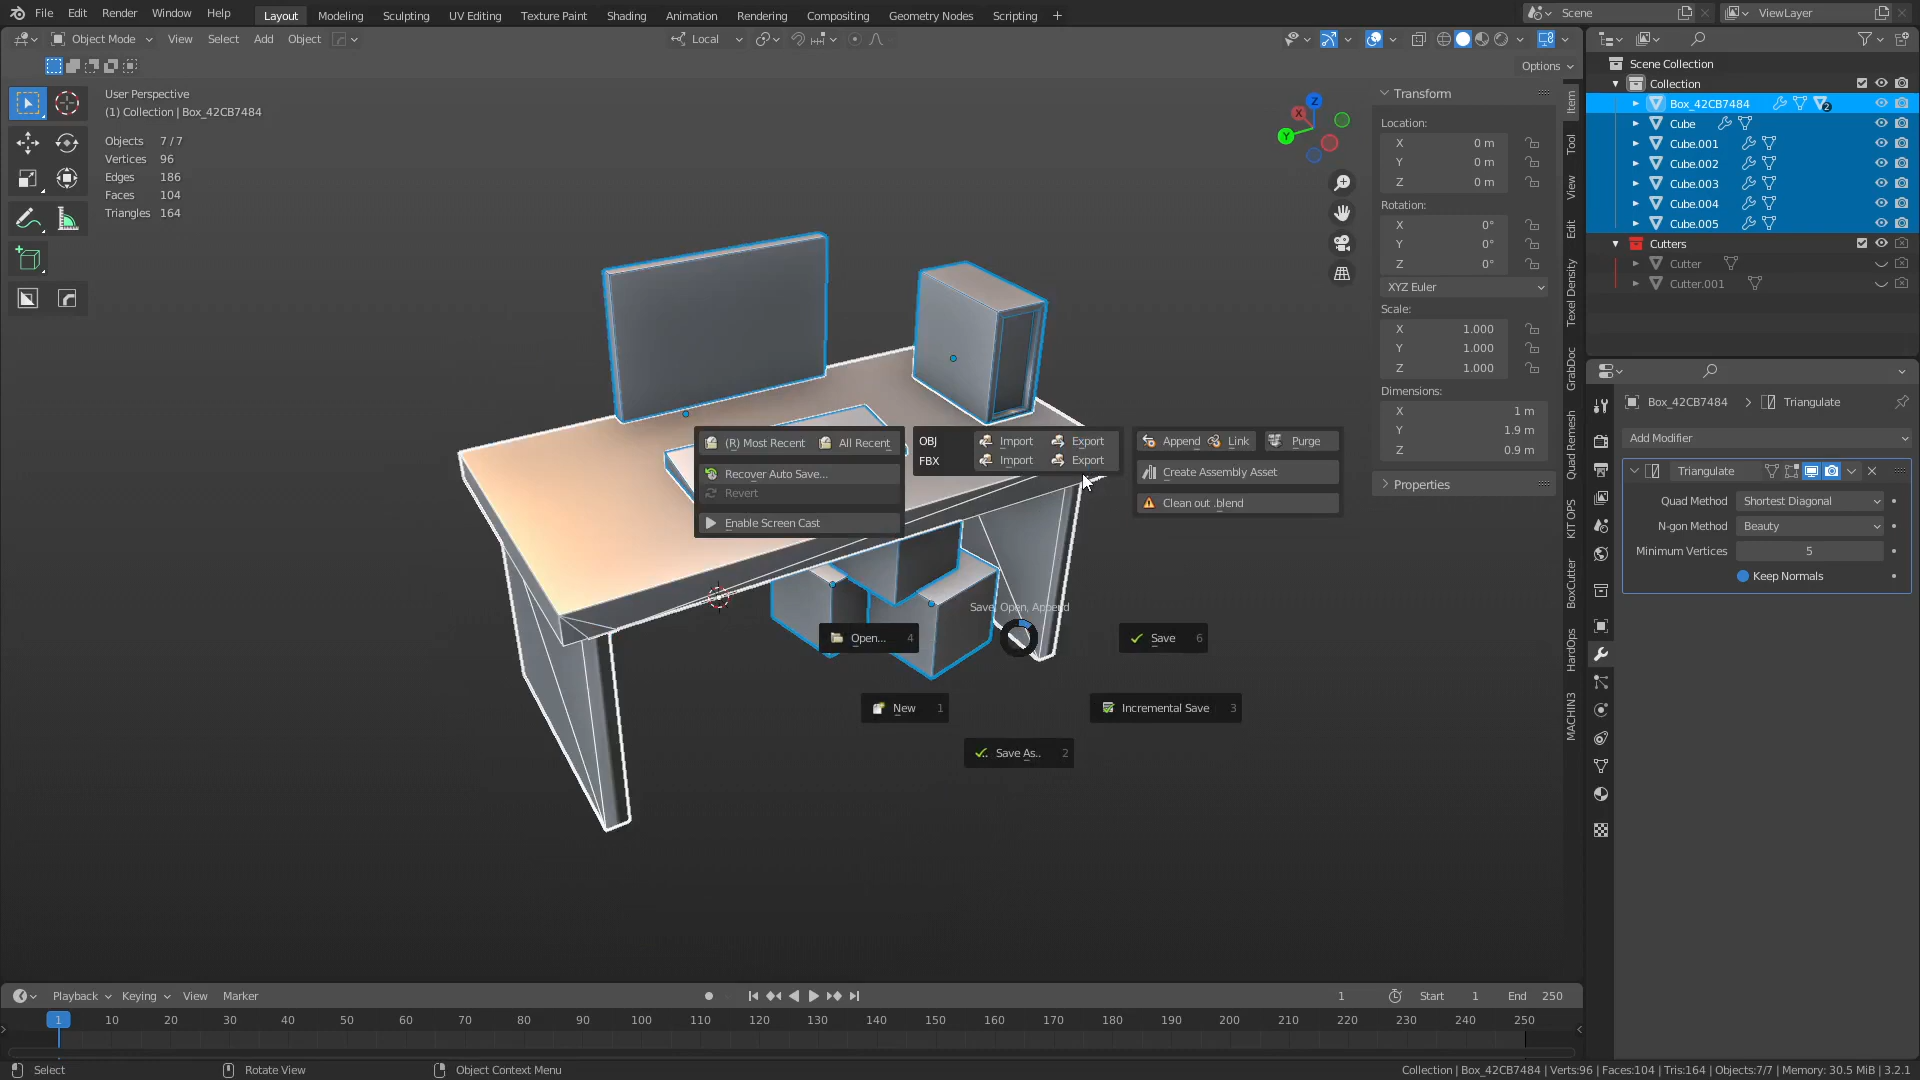 File Edit Render Window Help Layout Modeling Sculpting UV Editing Texture Paint Shading Animation Rendering Compositing Geometry Nodes Scripting + Scene ViewLayer
Object Mode View Select Add Object Local
Options
User Perspective
(1) Collection | Box_42CB7484
Objects 7/7
Vertices 96
Edges 186
Faces 104
Triangles 164
Z
X
Y
Transform
Location:
X 0 m
Y 0 m
Z 0 m
Rotation:
X 0°
Y 0°
Z 0°
XYZ Euler
Scale:
X 1.000
Y 1.000
Z 1.000
Dimensions:
X 1 m
Y 1.9 m
Z 0.9 m
Properties
Item
Tool
View
Edit
Texel Density
GrabDoc
Quad Remesh
KIT OPS
BoxCutter
HardOps
MACHIN3
Scene Collection
Collection
Box_42CB7484 2
Cube
Cube.001
Cube.002
Cube.003
Cube.004
Cube.005
Cutters
Cutter
Cutter.001
Box_42CB7484 > Triangulate
Add Modifier
Triangulate
Quad Method Shortest Diagonal
N-gon Method Beauty
Minimum Vertices 5
Keep Normals
(R) Most Recent All Recent
Recover Auto Save...
Revert
Enable Screen Cast
OBJ Import Export
FBX Import Export
Append Link Purge
Create Assembly Asset
Clean out .blend
Save, Open, Append
Open... 4
Save 6
New 1
Incremental Save 3
Save As.. 2
Playback Keying View Marker 1 Start 1 End 250
1 10 20 30 40 50 60 70 80 90 100 110 120 130 140 150 160 170 180 190 200 210 220 230 240 250
Select Rotate View Object Context Menu Collection | Box_42CB7484 | Verts:96 | Faces:104 | Tris:164 | Objects:7/7 | Memory: 30.5 MiB | 3.2.1